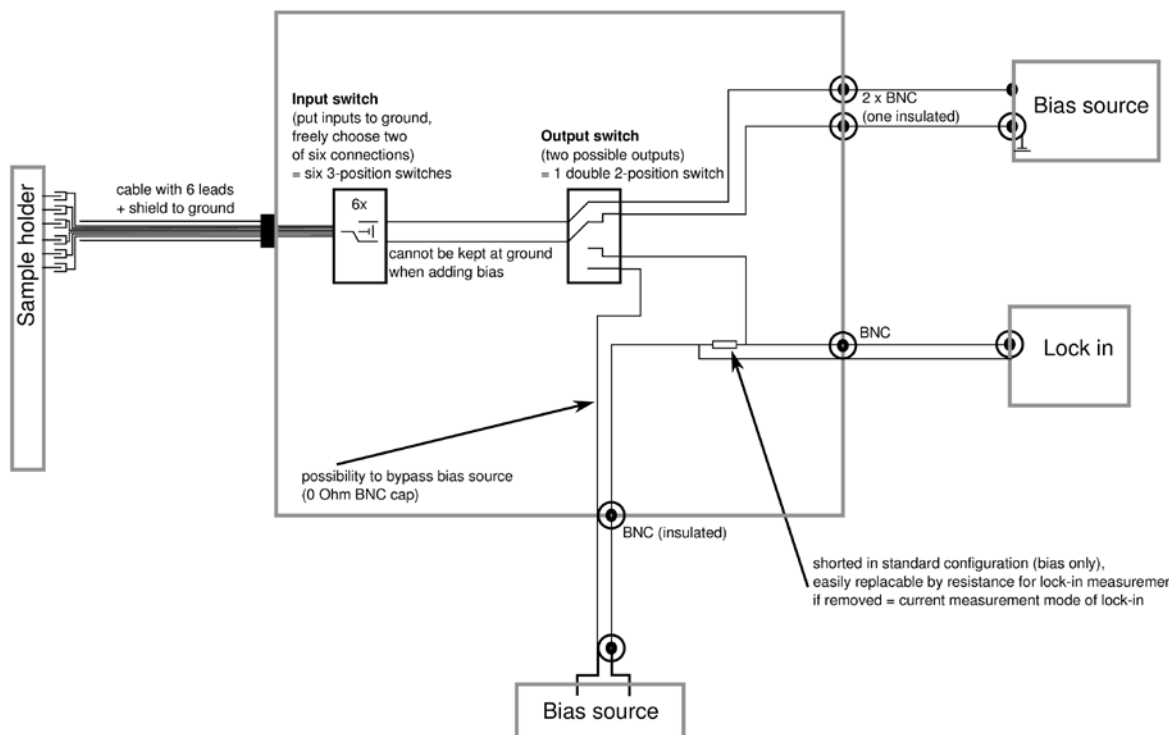 Input switch
(put inputs to ground,
freely choose two
of six connections)
= six 3-position switches
Output switch
(two possible outputs)
= 1 double 2-position switch
2 x BNC
(one insulated)
Bias source
Sample holder
cable with 6 leads
+ shield to ground
6x
cannot be kept at ground
when adding bias
BNC
Lock in
possibility to bypass bias source
(0 Ohm BNC cap)
BNC (insulated)
shorted in standard configuration (bias only),
easily replacable by resistance for lock-in measuremen
if removed = current measurement mode of lock-in
Bias source